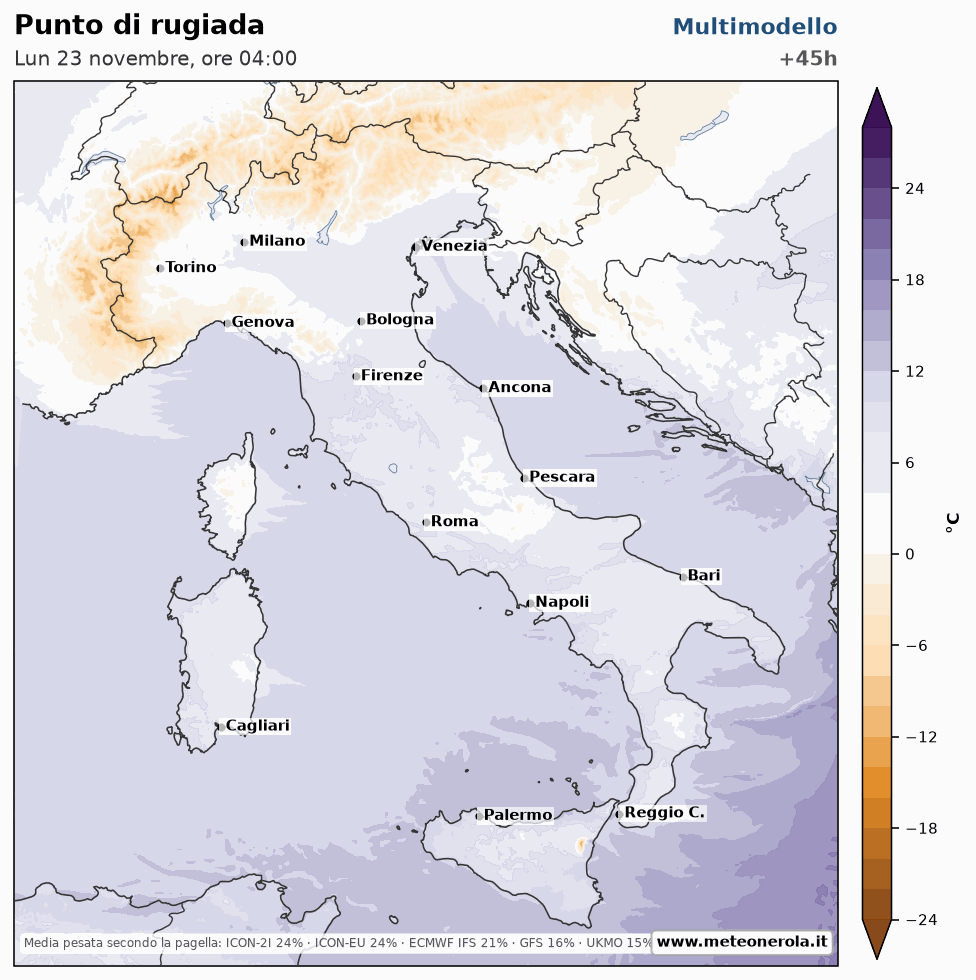 Punto di rugiada
Multimodello
Lun 23 novembre, ore 04:00
+45h
Milano
Venezia
Torino
Genova
Bologna
Firenze
Ancona
Pescara
Roma
Bari
Napoli
Cagliari
Palermo
Reggio C.
24
18
12
6
0
−6
−12
−18
−24
°C
Media pesata secondo la pagella: ICON-2I 24% · ICON-EU 24% · ECMWF IFS 21% · GFS 16% · UKMO 15%
www.meteonerola.it